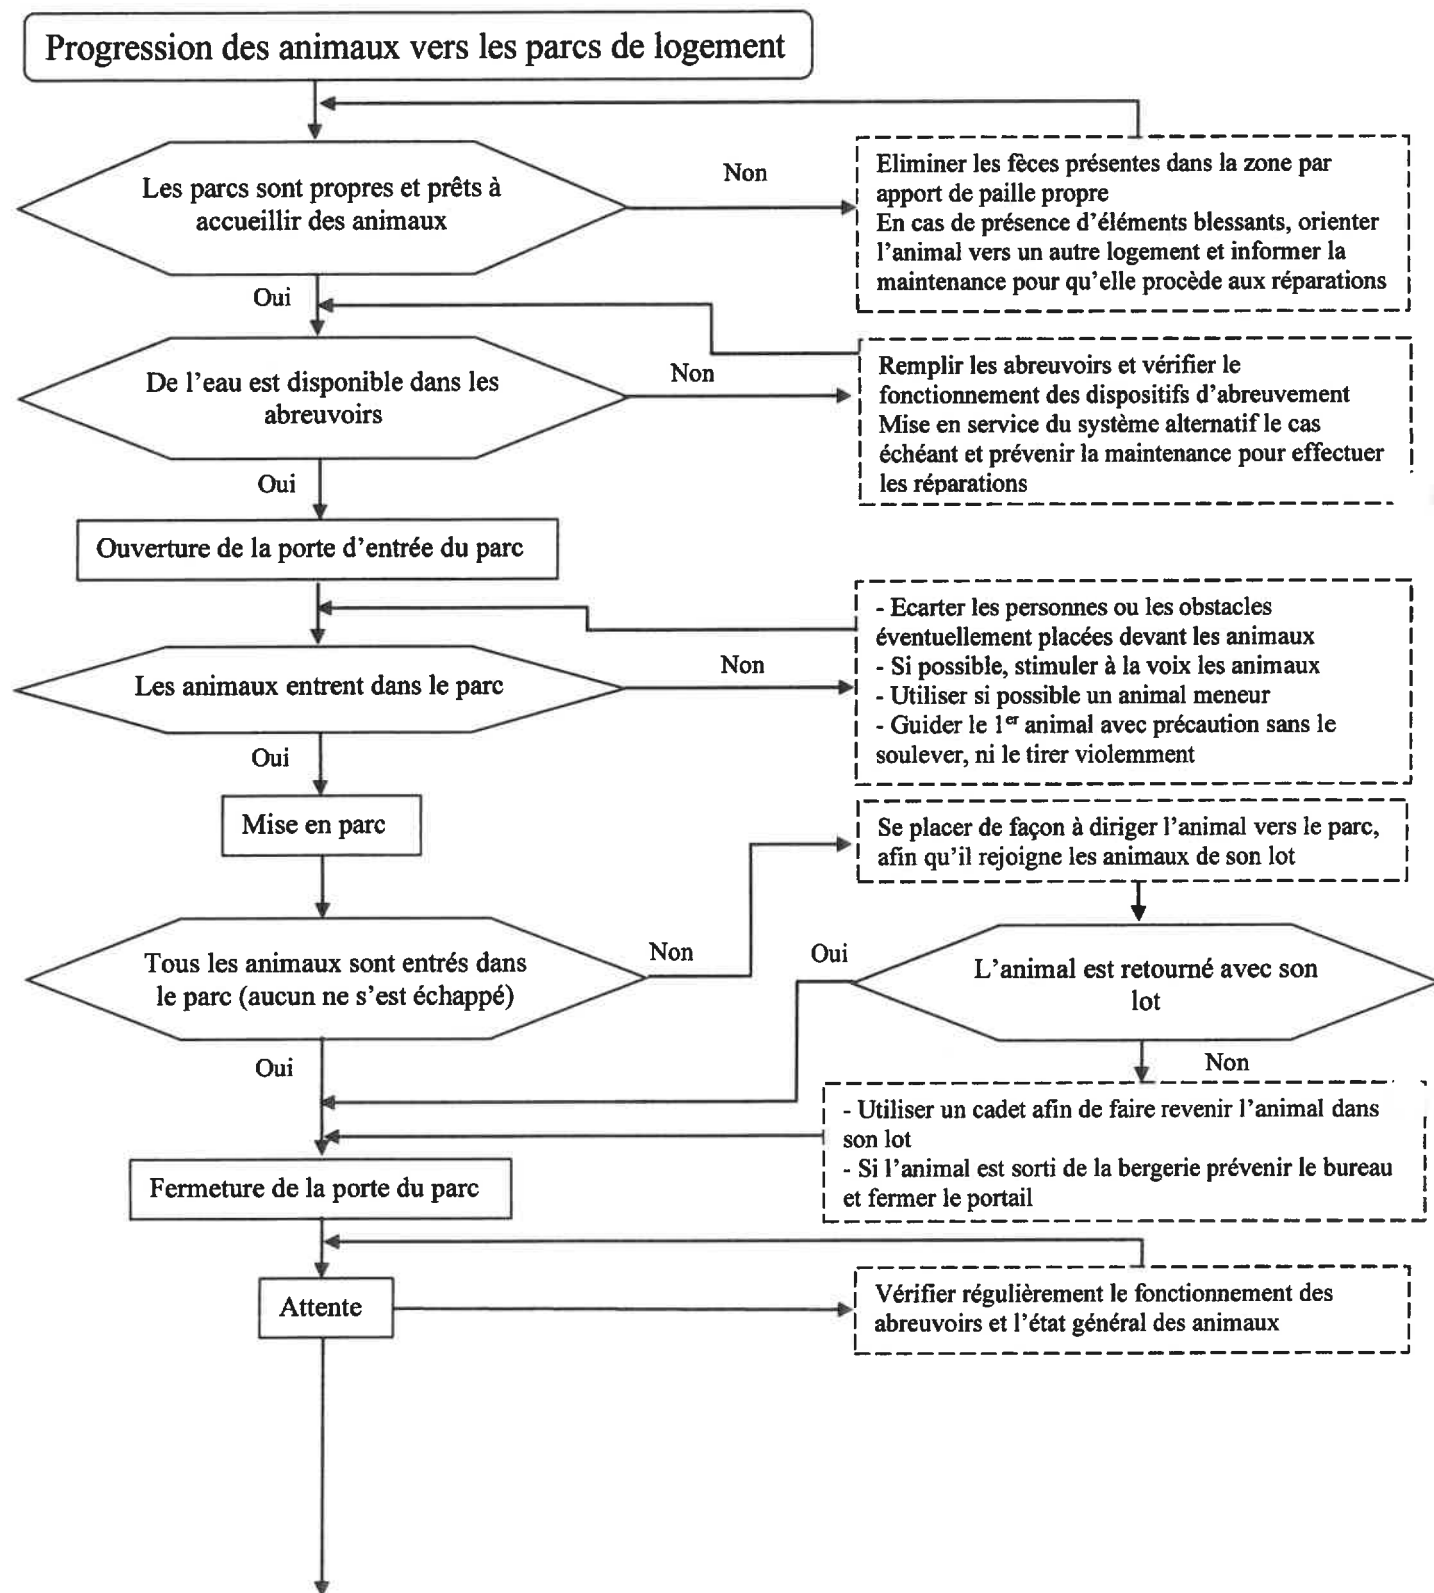 Progression des animaux vers les parcs de logement
Les parcs sont propres et prêts à
accueillir des animaux
Non
Eliminer les fèces présentes dans la zone par
apport de paille propre
En cas de présence d'éléments blessants, orienter
l'animal vers un autre logement et informer la
maintenance pour qu'elle procède aux réparations
Oui
De l'eau est disponible dans les
abreuvoirs
Non
Remplir les abreuvoirs et vérifier le
fonctionnement des dispositifs d'abreuvement
Mise en service du système alternatif le cas
échéant et prévenir la maintenance pour effectuer
les réparations
Oui
Ouverture de la porte d'entrée du parc
- Ecarter les personnes ou les obstacles
éventuellement placées devant les animaux
- Si possible, stimuler à la voix les animaux
- Utiliser si possible un animal meneur
- Guider le 1er animal avec précaution sans le
soulever, ni le tirer violemment
Les animaux entrent dans le parc
Non
Oui
Mise en parc
Se placer de façon à diriger l'animal vers le parc,
afin qu'il rejoigne les animaux de son lot
Tous les animaux sont entrés dans
le parc (aucun ne s'est échappé)
Non
Oui
L'animal est retourné avec son
lot
Oui
Non
- Utiliser un cadet afin de faire revenir l'animal dans
son lot
- Si l'animal est sorti de la bergerie prévenir le bureau
et fermer le portail
Fermeture de la porte du parc
Attente
Vérifier régulièrement le fonctionnement des
abreuvoirs et l'état général des animaux